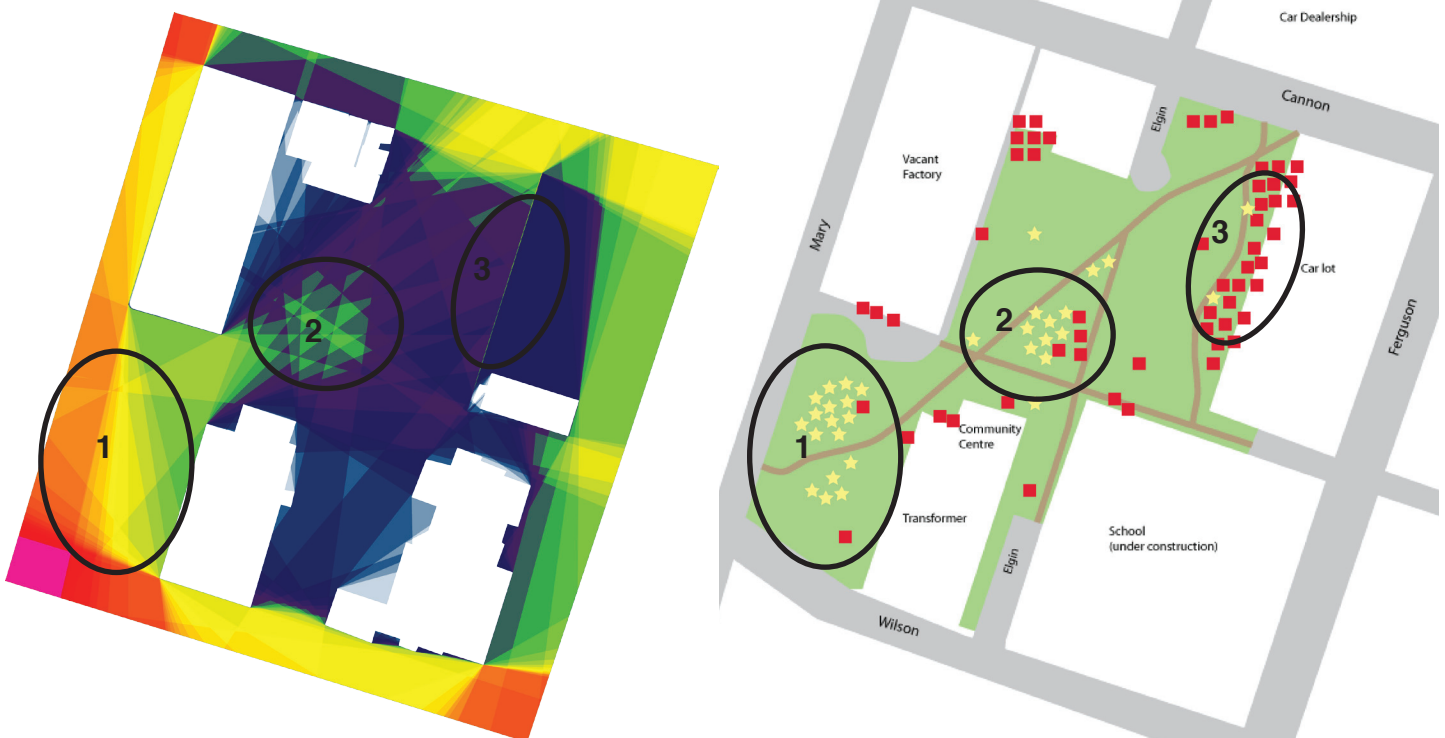 1
2
3
Car Dealership
Cannon
Elgin
Vacant
Factory
Mary
3
Car lot
2
Ferguson
1
Community
Centre
Transformer
School
(under construction)
Elgin
Wilson